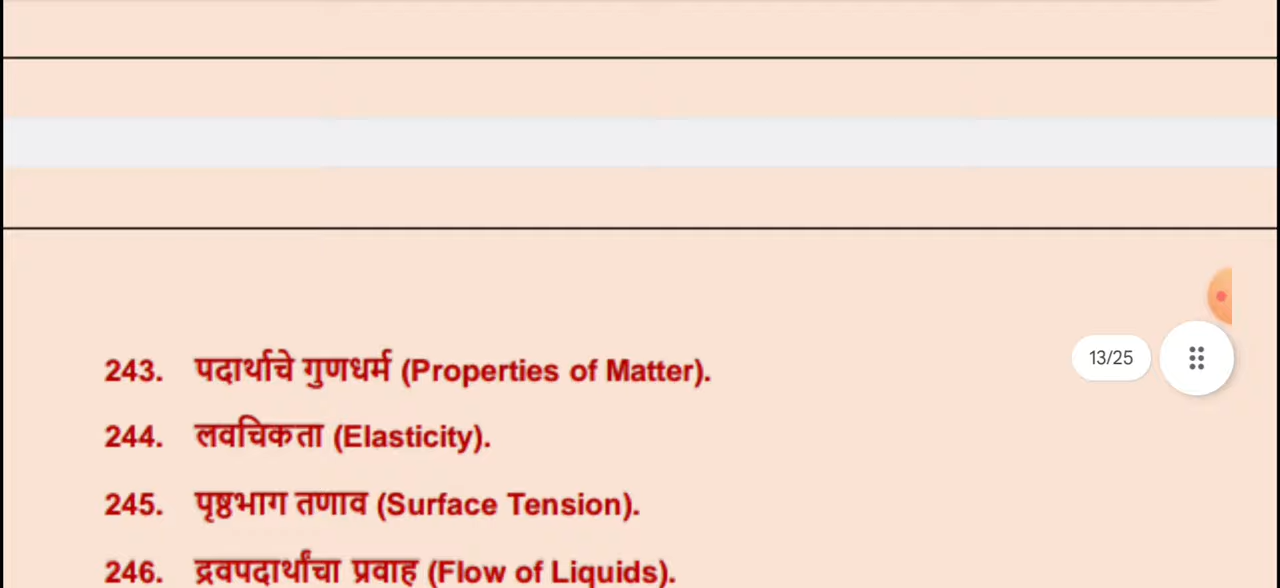 243. पदार्थाचे गुणधर्म (Properties of Matter).
13/25
244. लवचिकता (Elasticity).
245. पृष्ठभाग तणाव (Surface Tension).
246. द्रवपदार्थांचा प्रवाह (Flow of Liquids).